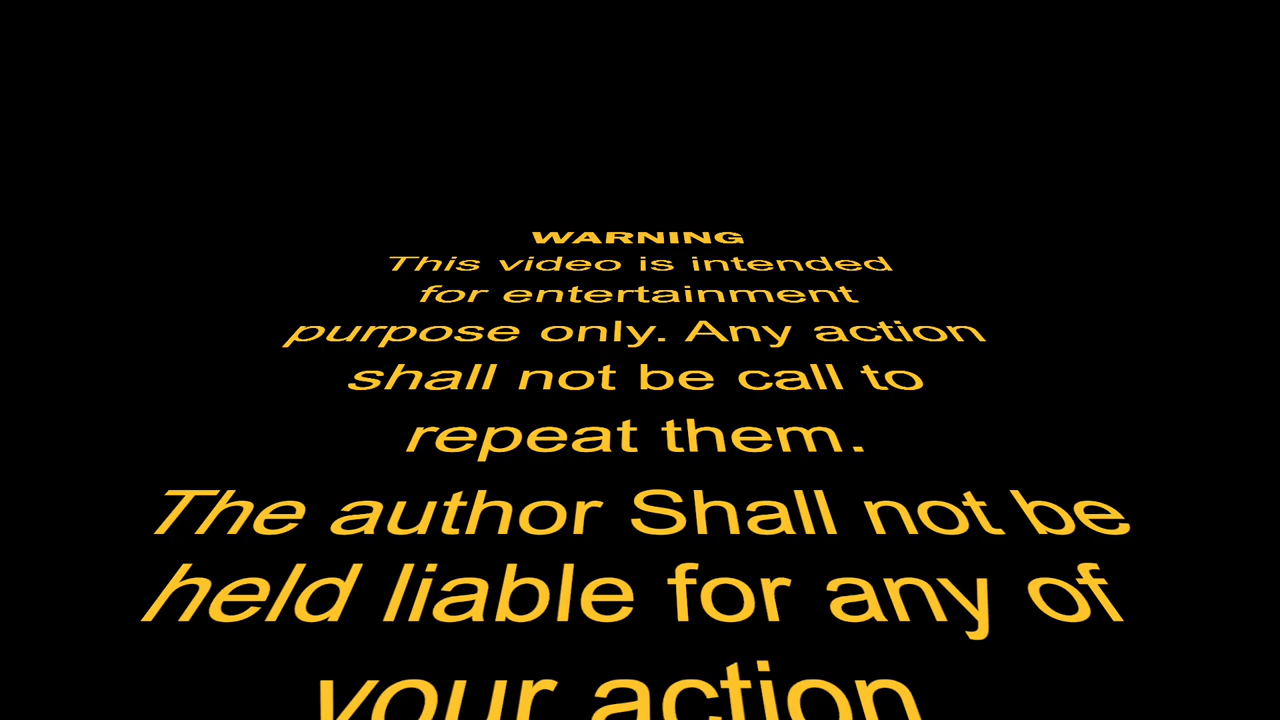 WARNING
This video is intended
for entertainment
purpose only. Any action
shall not be call to
repeat them.
The author Shall not be
held liable for any of
your action